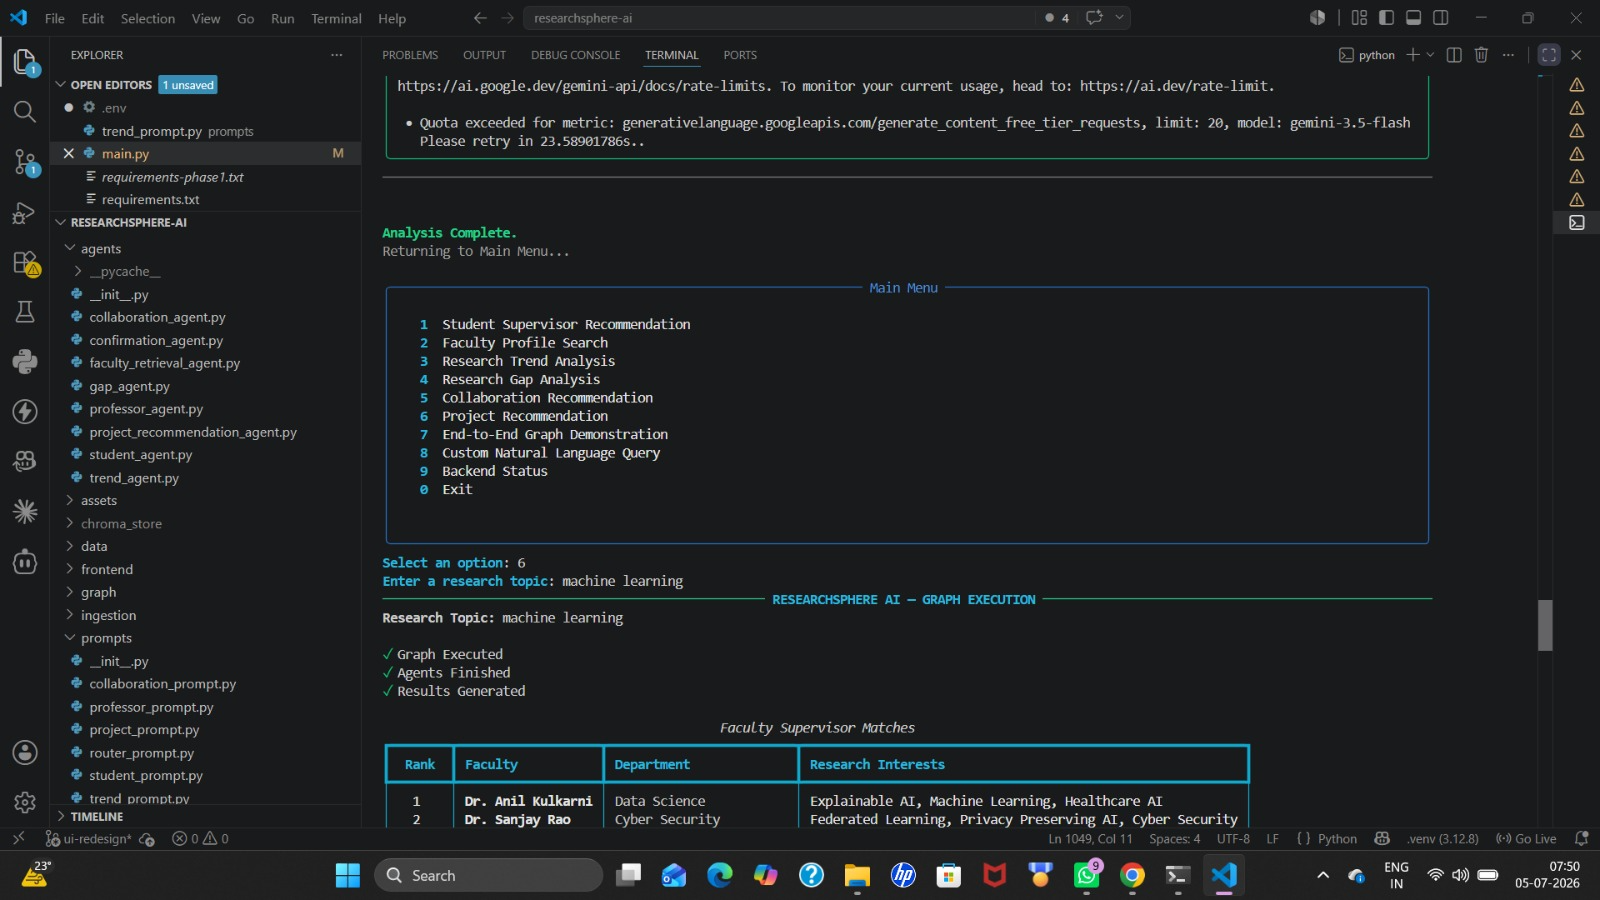 File Edit Selection View Go Run Terminal Help
researchsphere-ai
4
EXPLORER
OPEN EDITORS 1 unsaved
.env
trend_prompt.py prompts
main.py M
requirements-phase1.txt
requirements.txt
RESEARCHSPHERE-AI
agents
__pycache__
__init__.py
collaboration_agent.py
confirmation_agent.py
faculty_retrieval_agent.py
gap_agent.py
professor_agent.py
project_recommendation_agent.py
student_agent.py
trend_agent.py
assets
chroma_store
data
frontend
graph
ingestion
prompts
__init__.py
collaboration_prompt.py
professor_prompt.py
project_prompt.py
router_prompt.py
student_prompt.py
trend_prompt.py
TIMELINE
1
1
PROBLEMS OUTPUT DEBUG CONSOLE TERMINAL PORTS
python
https://ai.google.dev/gemini-api/docs/rate-limits. To monitor your current usage, head to: https://ai.dev/rate-limit.
• Quota exceeded for metric: generativelanguage.googleapis.com/generate_content_free_tier_requests, limit: 20, model: gemini-3.5-flash
Please retry in 23.58901786s..
Analysis Complete.
Returning to Main Menu...
Main Menu
1 Student Supervisor Recommendation
2 Faculty Profile Search
3 Research Trend Analysis
4 Research Gap Analysis
5 Collaboration Recommendation
6 Project Recommendation
7 End-to-End Graph Demonstration
8 Custom Natural Language Query
9 Backend Status
0 Exit
Select an option: 6
Enter a research topic: machine learning
RESEARCHSPHERE AI — GRAPH EXECUTION
Research Topic: machine learning
✓ Graph Executed
✓ Agents Finished
✓ Results Generated
Faculty Supervisor Matches
Rank Faculty Department Research Interests
1 Dr. Anil Kulkarni Data Science Explainable AI, Machine Learning, Healthcare AI
2 Dr. Sanjay Rao Cyber Security Federated Learning, Privacy Preserving AI, Cyber Security
ui-redesign* 0 0 Ln 1049, Col 11 Spaces: 4 UTF-8 LF { } Python .venv (3.12.8) Go Live
23° Search hp 9 ENG IN 07:50 05-07-2026